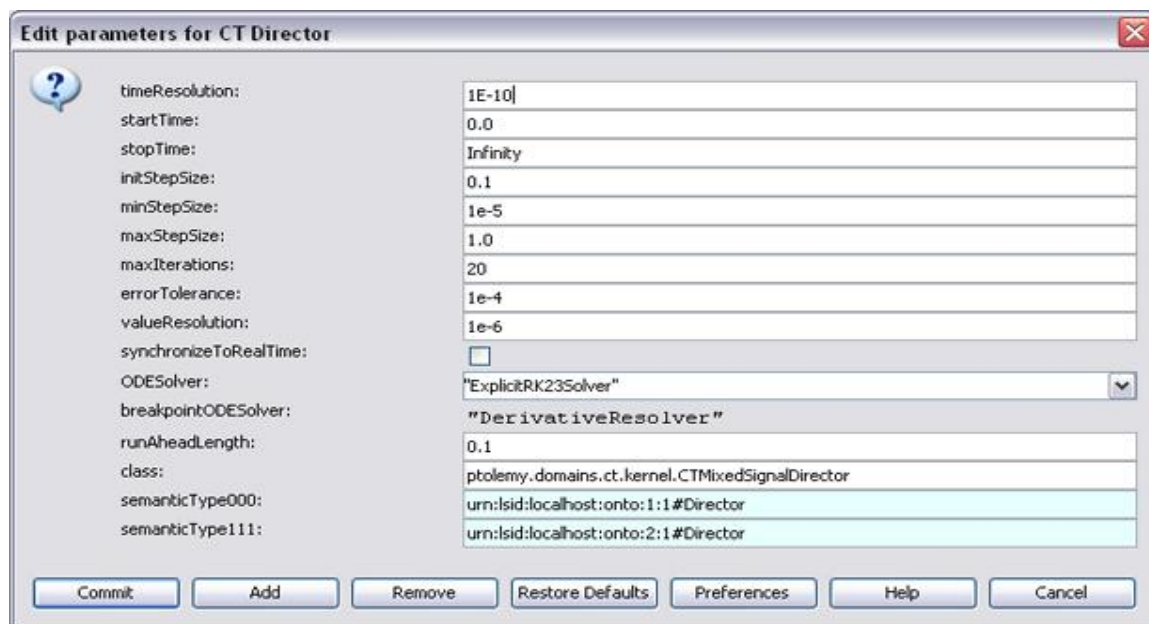 Edit parameters for CT Director
?
timeResolution: 1E-10
startTime: 0.0
stopTime: Infinity
initStepSize: 0.1
minStepSize: 1e-5
maxStepSize: 1.0
maxIterations: 20
errorTolerance: 1e-4
valueResolution: 1e-6
synchronizeToRealTime:
ODESolver: "ExplicitRK23Solver"
breakpointODESolver: "DerivativeResolver"
runAheadLength: 0.1
class: ptolemy.domains.ct.kernel.CTMixedSignalDirector
semanticType000: urn:lsid:localhost:onto:1:1#Director
semanticType111: urn:lsid:localhost:onto:2:1#Director
Commit Add Remove Restore Defaults Preferences Help Cancel